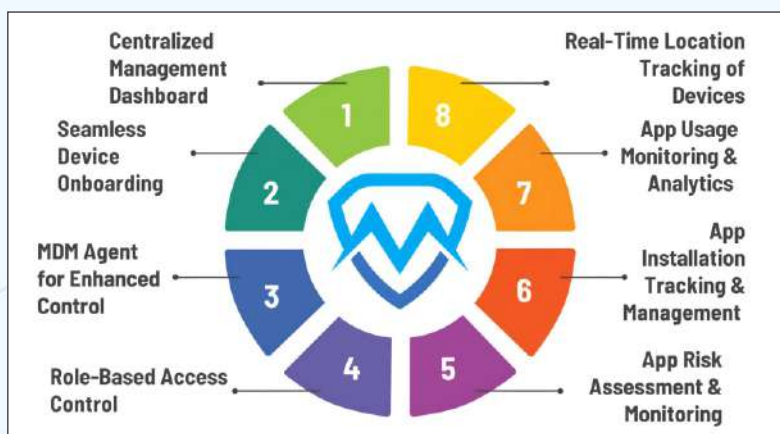 Centralized
Management
Dashboard
1
Seamless
Device
Onboarding
2
MDM Agent
for Enhanced
Control
3
Role-Based Access
Control
4
App Risk
Assessment &
Monitoring
5
App
Installation
Tracking &
Management
6
App Usage
Monitoring &
Analytics
7
Real-Time Location
Tracking of
Devices
8